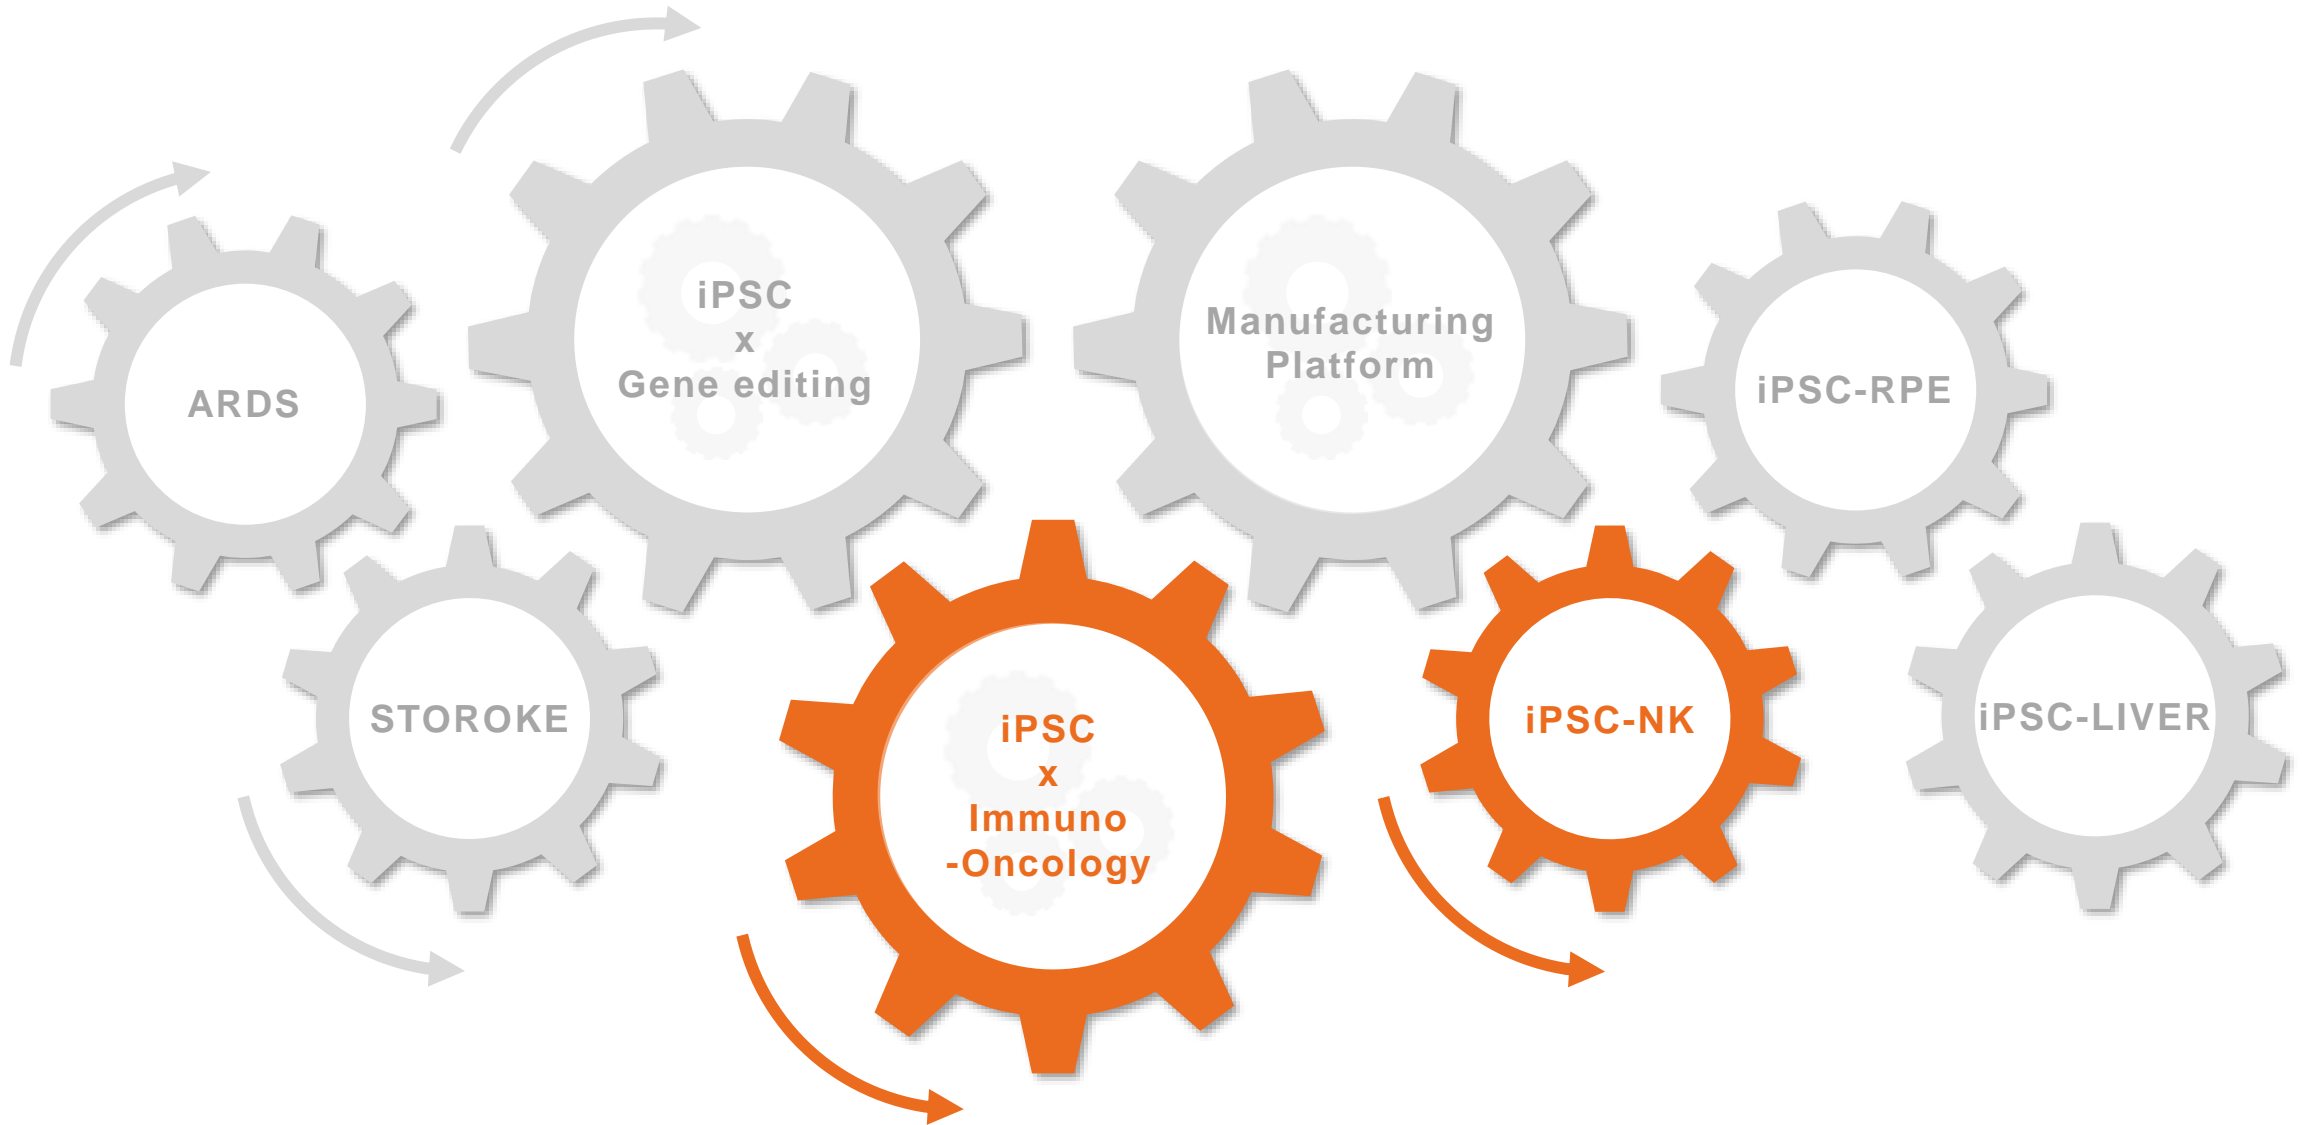 ARDS
iPSC
x
Gene editing
Manufacturing
Platform
iPSC-RPE
STOROKE
iPSC
x
Immuno
-Oncology
iPSC-NK
iPSC-LIVER